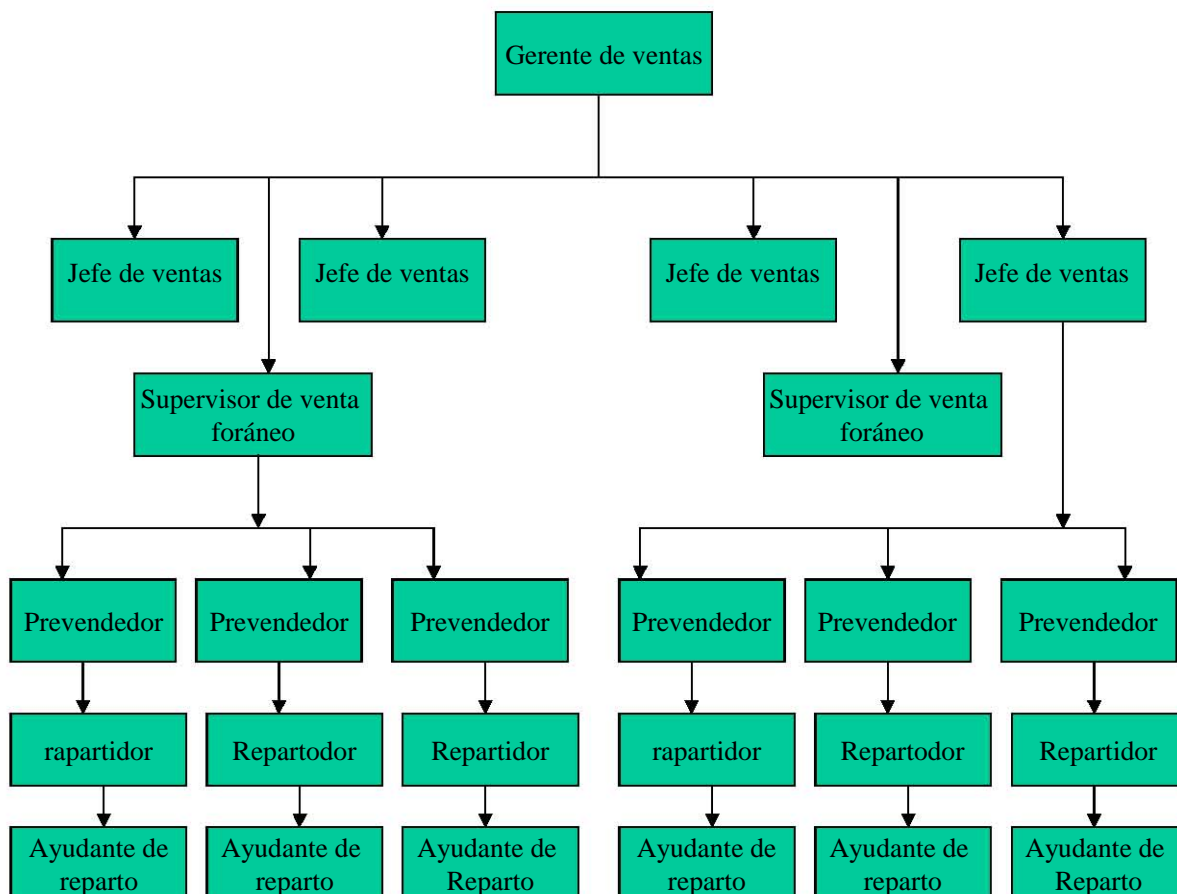 Gerente de ventas
Jefe de ventas
Jefe de ventas
Jefe de ventas
Jefe de ventas
Supervisor de venta
foráneo
Supervisor de venta
foráneo
Prevendedor
Prevendedor
Prevendedor
Prevendedor
Prevendedor
Prevendedor
rapartidor
Repartodor
Repartidor
rapartidor
Repartodor
Repartidor
Ayudante de
reparto
Ayudante de
reparto
Ayudante de
Reparto
Ayudante de
reparto
Ayudante de
reparto
Ayudante de
Reparto